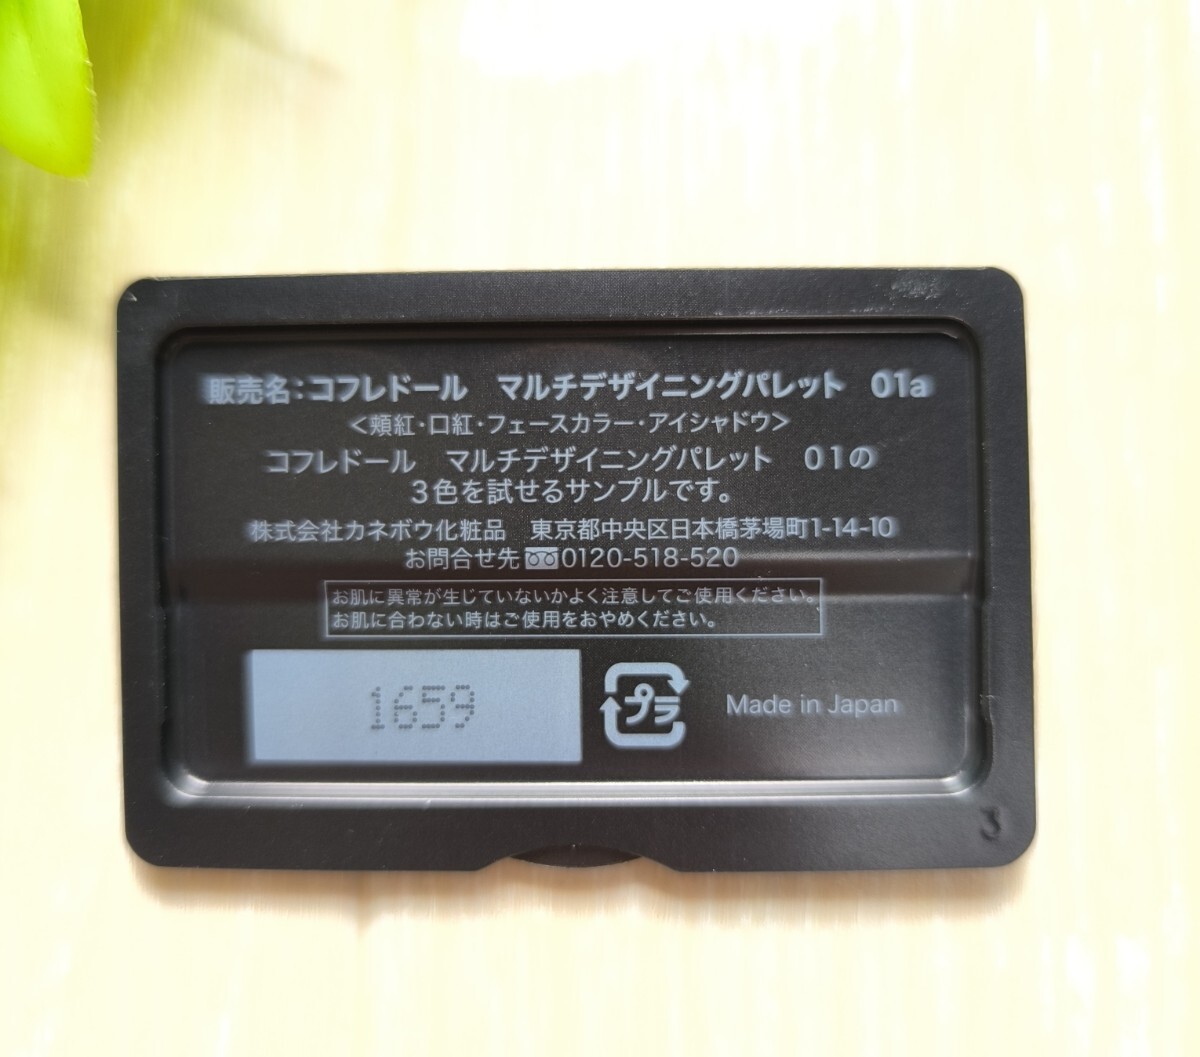 販売名:コフレドール　マルチデザイニングパレット　01a
<頬紅・口紅・フェースカラー・アイシャドウ>
コフレドール　マルチデザイニングパレット　01の
3色を試せるサンプルです。
株式会社カネボウ化粧品　東京都中央区日本橋茅場町1-14-10
お問合せ先 0120-518-520
お肌に異常が生じていないかよく注意してご使用ください。
お肌に合わない時はご使用をおやめください。
1659
プラ
Made in Japan
3